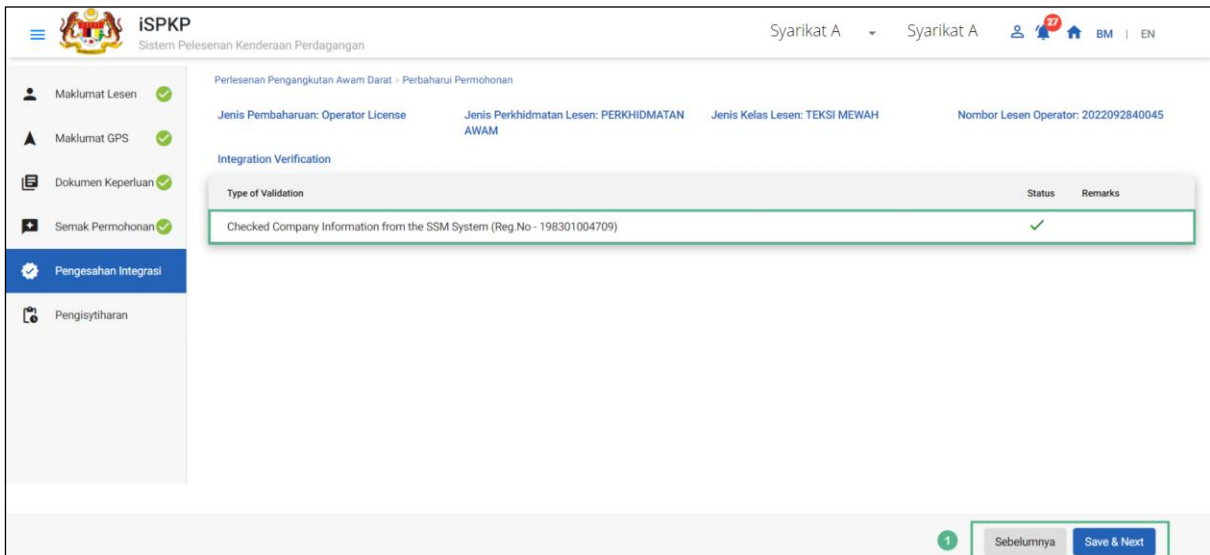 iSPKP
Sistem Pelesenan Kenderaan Perdagangan
Syarikat A
Syarikat A
27
BM | EN
Maklumat Lesen
Maklumat GPS
Dokumen Keperluan
Semak Permohonan
Pengesahan Integrasi
Pengisytiharan
Perlesenan Pengangkutan Awam Darat > Perbaharui Permohonan
Jenis Pembaharuan: Operator License
Jenis Perkhidmatan Lesen: PERKHIDMATAN
AWAM
Jenis Kelas Lesen: TEKSI MEWAH
Nombor Lesen Operator: 2022092840045
Integration Verification
Type of Validation Status Remarks
Checked Company Information from the SSM System (Reg.No - 198301004709)
1
Sebelumnya
Save & Next